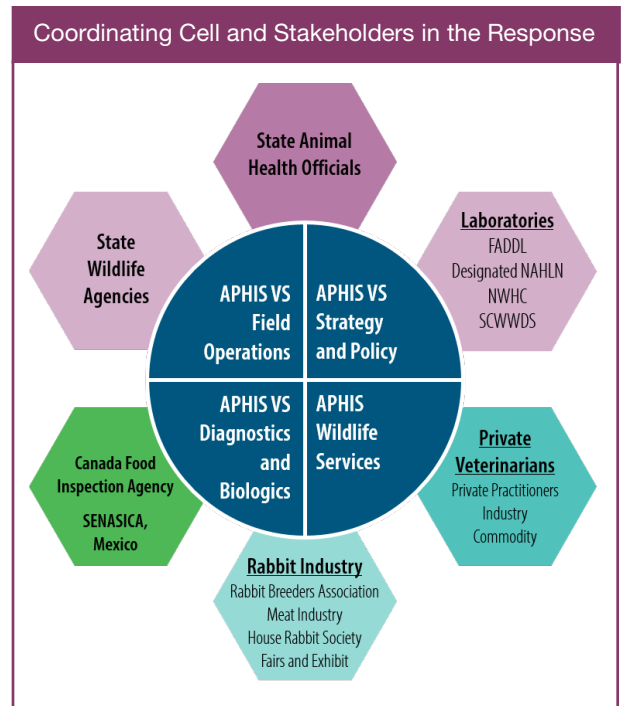 Coordinating Cell and Stakeholders in the Response
State Animal
Health Officials
State
Wildlife
Agencies
Laboratories
FADDL
Designated NAHLN
NWHC
SCWWDS
APHIS VS
Field
Operations
APHIS VS
Strategy
and Policy
APHIS VS
Diagnostics
and
Biologics
APHIS
Wildlife
Services
Canada Food
Inspection Agency
SENASICA,
Mexico
Private
Veterinarians
Private Practitioners
Industry
Commodity
Rabbit Industry
Rabbit Breeders Association
Meat Industry
House Rabbit Society
Fairs and Exhibit